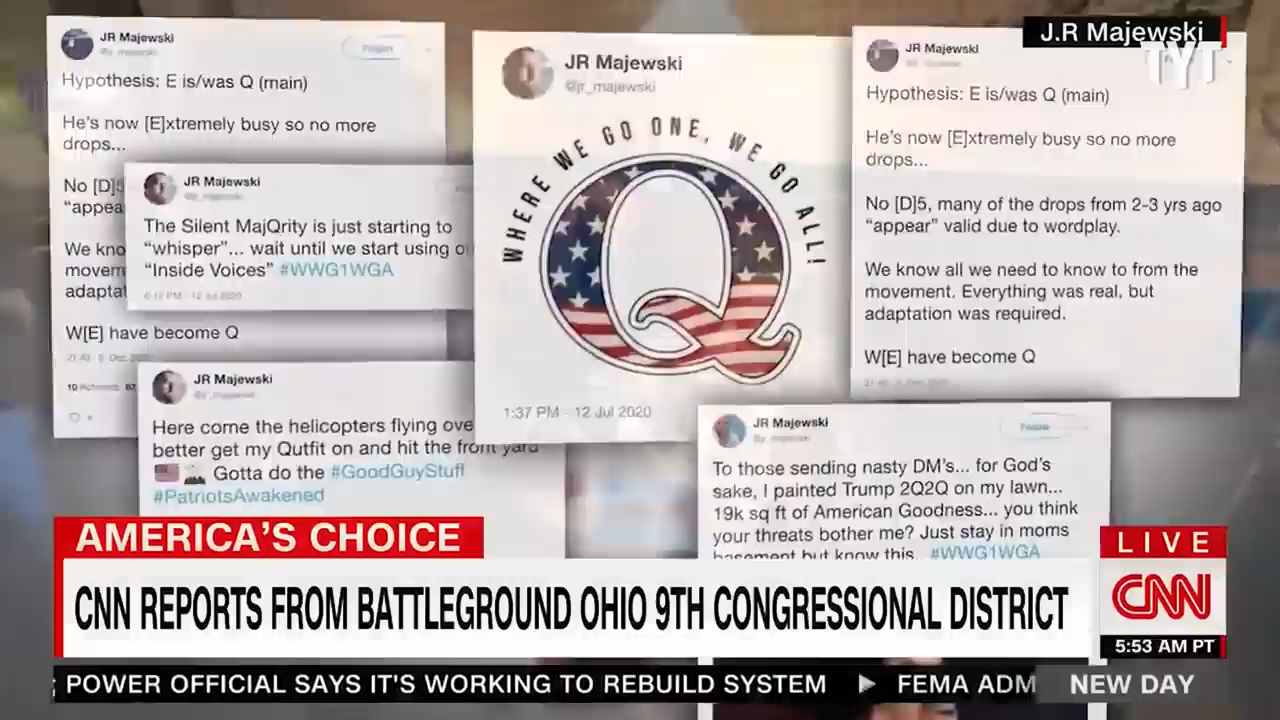 J.R Majewski
TYT
JR Majewski
Follow
Hypothesis: E is/was Q (main)
He's now [E]xtremely busy so no more
drops...
No [D]5
"appea
We kno
movem
adaptat
W[E] have become Q
JR Majewski
The Silent MajQrity is just starting to
"whisper"... wait until we start using ou
"Inside Voices" #WWG1WGA
6:12 PM - 12 Jul 2020
JR Majewski
Here come the helicopters flying ove
better get my Qutfit on and hit the front yard
Gotta do the #GoodGuyStuff
#PatriotsAwakened
JR Majewski
@jr_majewski
WHERE WE GO ONE, WE GO ALL!
Q
1:37 PM - 12 Jul 2020
JR Majewski
Hypothesis: E is/was Q (main)
He's now [E]xtremely busy so no more
drops...
No [D]5, many of the drops from 2-3 yrs ago
"appear" valid due to wordplay.
We know all we need to know to from the
movement. Everything was real, but
adaptation was required.
W[E] have become Q
JR Majewski
Follow
To those sending nasty DM's... for God's
sake, I painted Trump 2Q2Q on my lawn...
19k sq ft of American Goodness... you think
your threats bother me? Just stay in moms
basement but know this. #WWG1WGA
AMERICA'S CHOICE
CNN REPORTS FROM BATTLEGROUND OHIO 9TH CONGRESSIONAL DISTRICT
LIVE
CNN
5:53 AM PT
POWER OFFICIAL SAYS IT'S WORKING TO REBUILD SYSTEM ▶ FEMA ADM
NEW DAY